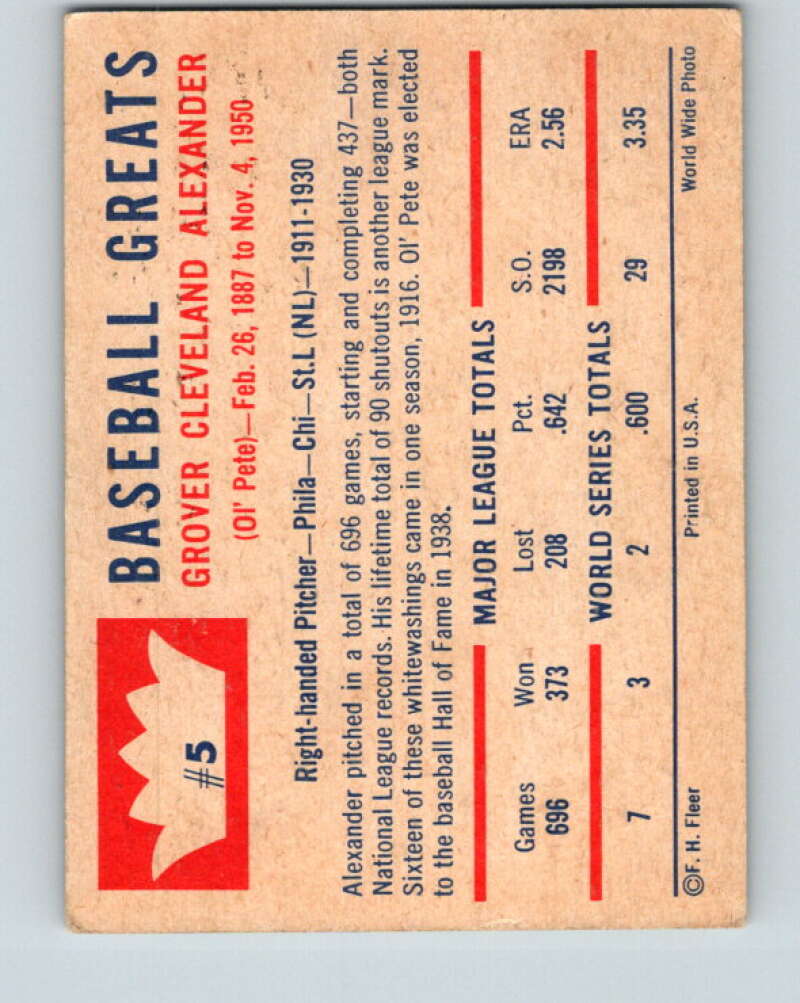 #5
BASEBALL GREATS
GROVER CLEVELAND ALEXANDER
(Ol' Pete)—Feb. 26, 1887 to Nov. 4, 1950
Right-handed Pitcher—Phila—Chi—St.L (NL)—1911-1930
Alexander pitched in a total of 696 games, starting and completing 437—both
National League records. His lifetime total of 90 shutouts is another league mark.
Sixteen of these whitewashings came in one season, 1916. Ol' Pete was elected
to the baseball Hall of Fame in 1938.
MAJOR LEAGUE TOTALS
Games Won Lost Pct. S.O. ERA
696 373 208 .642 2198 2.56
WORLD SERIES TOTALS
7 3 2 .600 29 3.35
©F. H. Fleer Printed in U.S.A. World Wide Photo